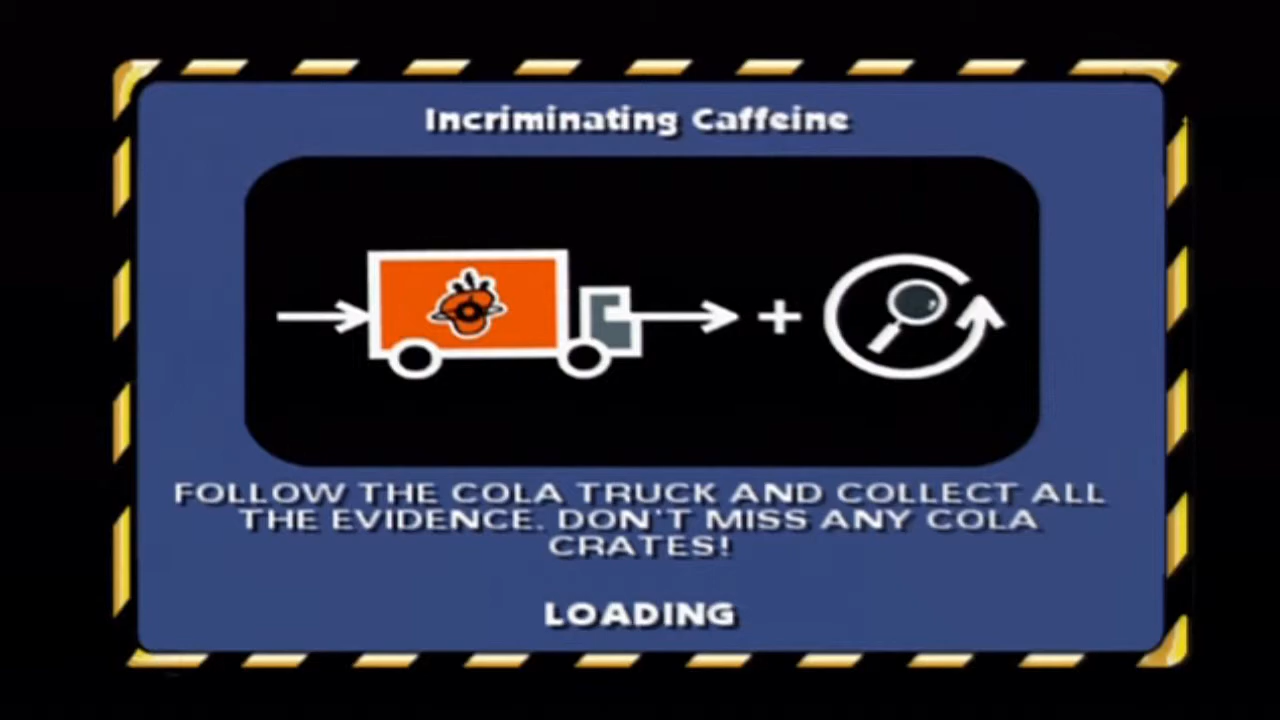 Incriminating Caffeine
FOLLOW THE COLA TRUCK AND COLLECT ALL
THE EVIDENCE. DON'T MISS ANY COLA
CRATES!
LOADING